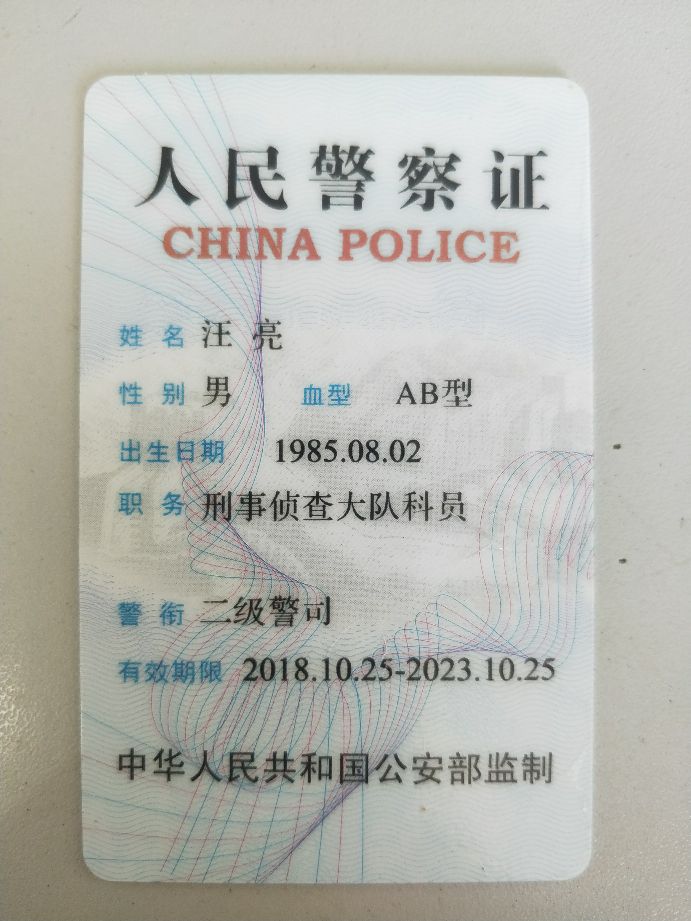 人民警察证
CHINA POLICE
姓名 汪亮
性别 男 血型 AB型
出生日期 1985.08.02
职务 刑事侦查大队科员
警衔 二级警司
有效期限 2018.10.25-2023.10.25
中华人民共和国公安部监制